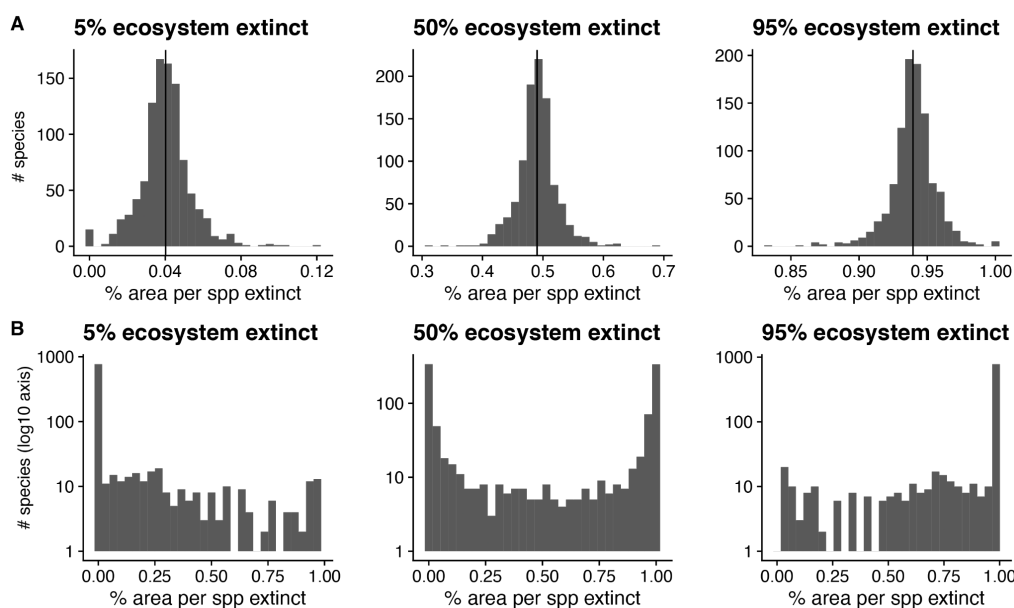 A
5% ecosystem extinct
50% ecosystem extinct
95% ecosystem extinct
# species
150
100
50
0
0.00 0.04 0.08 0.12
% area per spp extinct
200
150
100
50
0
0.3 0.4 0.5 0.6 0.7
% area per spp extinct
200
150
100
50
0
0.85 0.90 0.95 1.00
% area per spp extinct
B
5% ecosystem extinct
50% ecosystem extinct
95% ecosystem extinct
# species (log10 axis)
1000
100
10
1
0.00 0.25 0.50 0.75 1.00
% area per spp extinct
100
10
1
0.00 0.25 0.50 0.75 1.00
% area per spp extinct
1000
100
10
1
0.00 0.25 0.50 0.75 1.00
% area per spp extinct